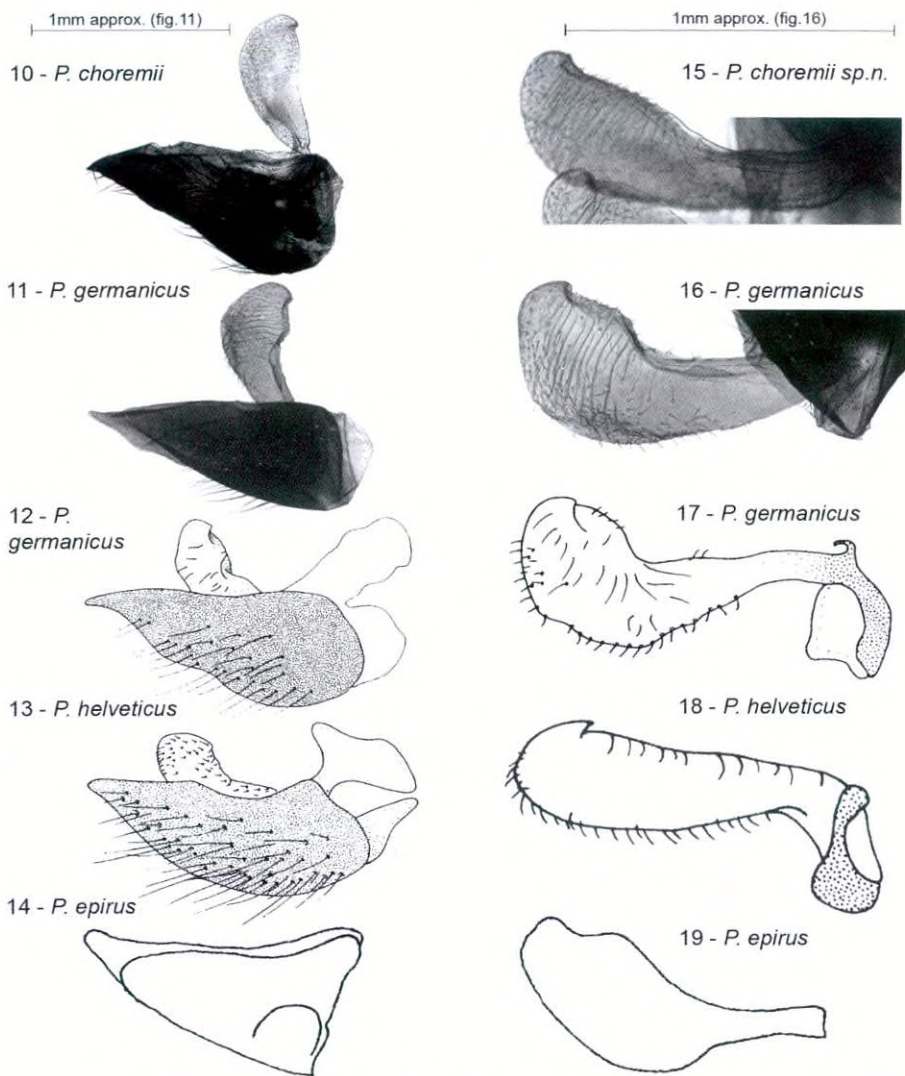 1mm approx. (fig.11)
10 - P. choremii
11 - P. germanicus
12 - P.
germanicus
13 - P. helveticus
14 - P. epirus
1mm approx. (fig.16)
15 - P. choremii sp.n.
16 - P. germanicus
17 - P. germanicus
18 - P. helveticus
19 - P. epirus